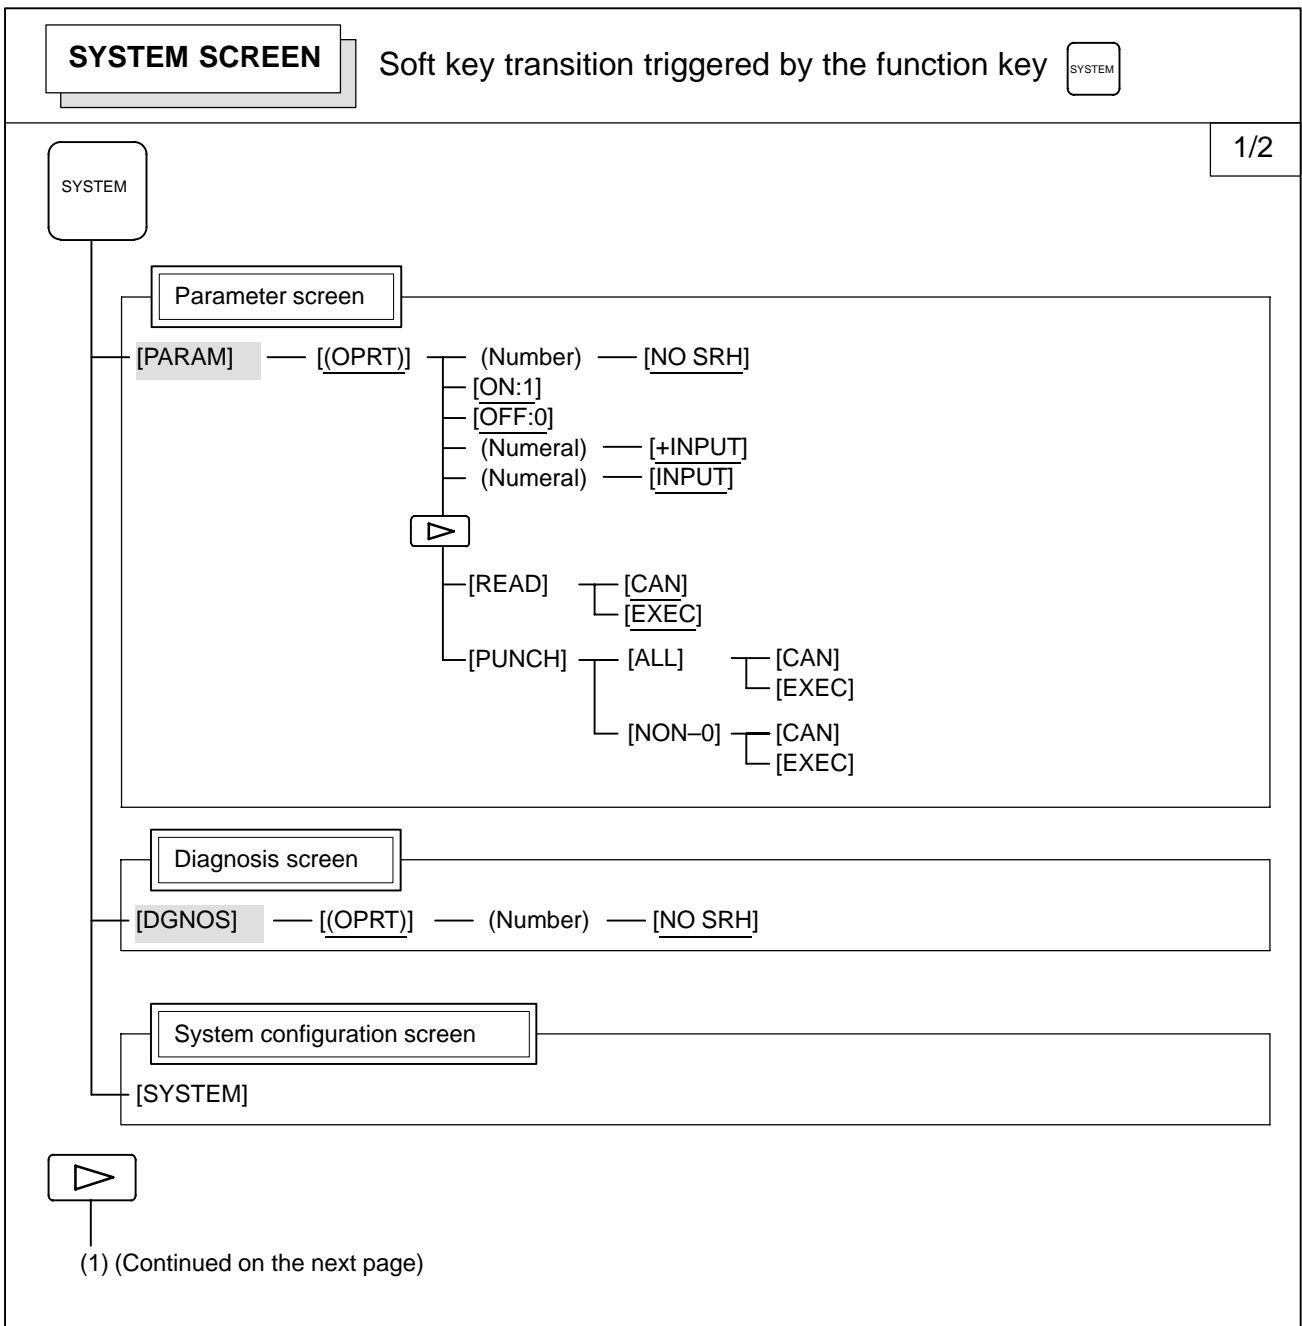 SYSTEM SCREEN Soft key transition triggered by the function key SYSTEM
1/2
SYSTEM
Parameter screen
[PARAM] [(OPRT)] (Number) [NO SRH]
[ON:1]
[OFF:0]
(Numeral) [+INPUT]
(Numeral) [INPUT]
[READ] [CAN]
[EXEC]
[PUNCH] [ALL] [CAN]
[EXEC]
[NON–0] [CAN]
[EXEC]
Diagnosis screen
[DGNOS] [(OPRT)] (Number) [NO SRH]
System configuration screen
[SYSTEM]
(1) (Continued on the next page)